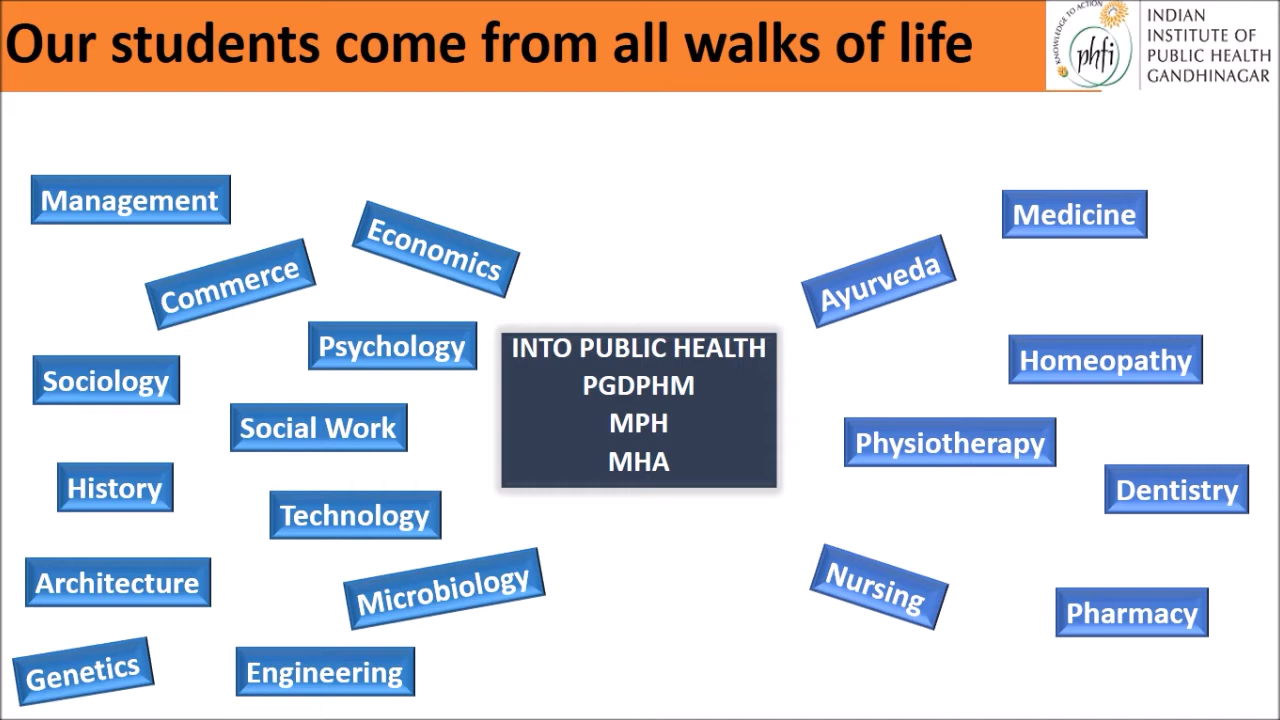 Our students come from all walks of life
KNOWLEDGE TO ACTION
phfi
INDIAN
INSTITUTE OF
PUBLIC HEALTH
GANDHINAGAR
Management
Economics
Commerce
Psychology
Sociology
Social Work
History
Technology
Architecture
Microbiology
Genetics
Engineering
INTO PUBLIC HEALTH
PGDPHM
MPH
MHA
Medicine
Ayurveda
Homeopathy
Physiotherapy
Dentistry
Nursing
Pharmacy